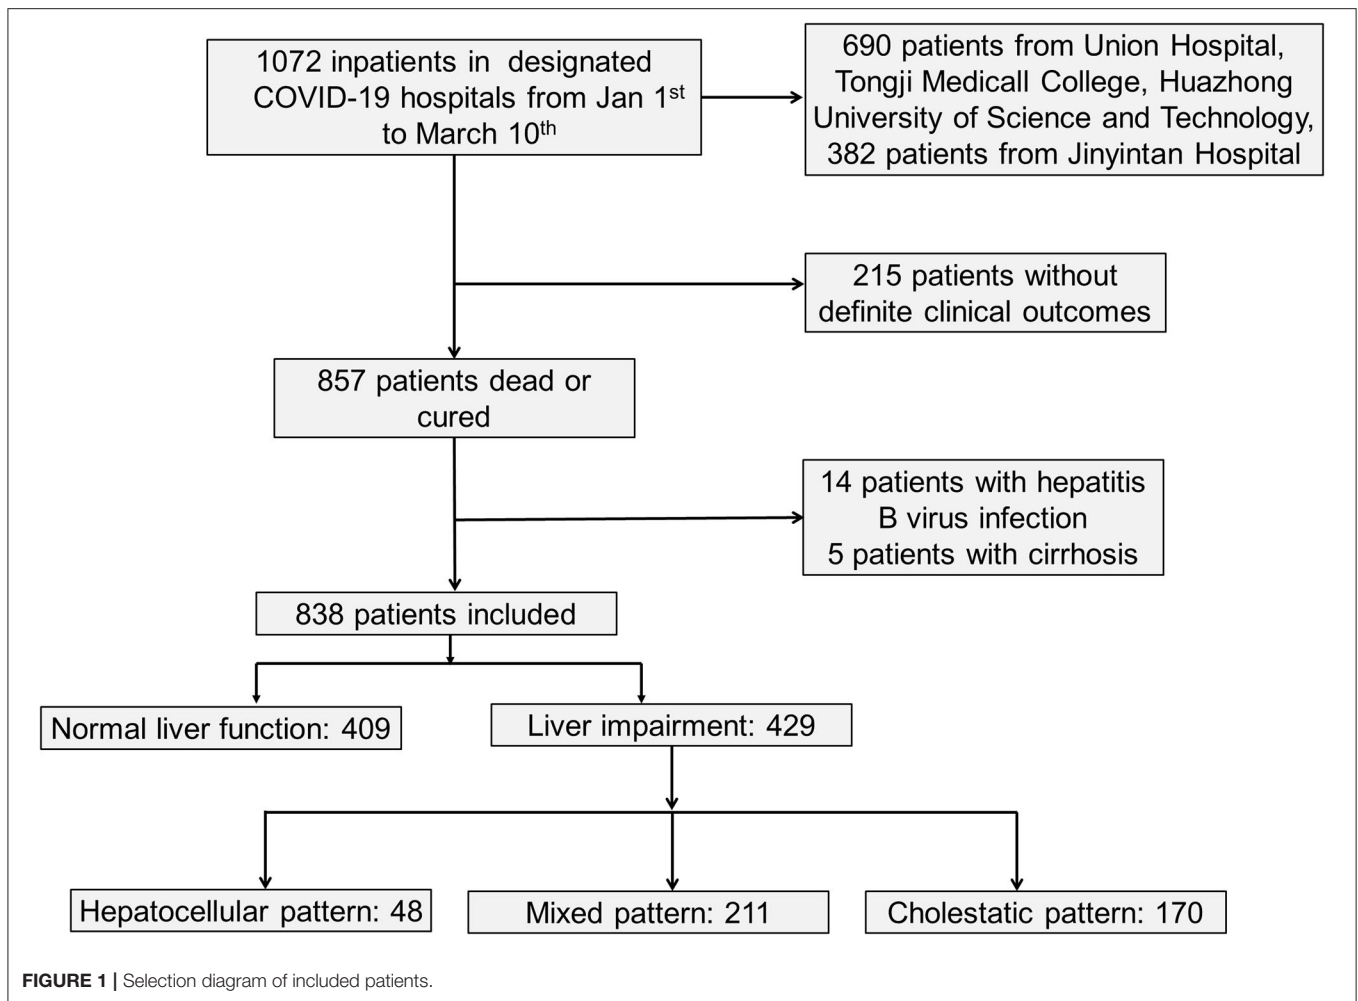 1072 inpatients in designated
COVID-19 hospitals from Jan 1st
to March 10th
690 patients from Union Hospital,
Tongji Medicall College, Huazhong
University of Science and Technology,
382 patients from Jinyintan Hospital
215 patients without
definite clinical outcomes
857 patients dead or
cured
14 patients with hepatitis
B virus infection
5 patients with cirrhosis
838 patients included
Normal liver function: 409
Liver impairment: 429
Hepatocellular pattern: 48
Mixed pattern: 211
Cholestatic pattern: 170
FIGURE 1 | Selection diagram of included patients.